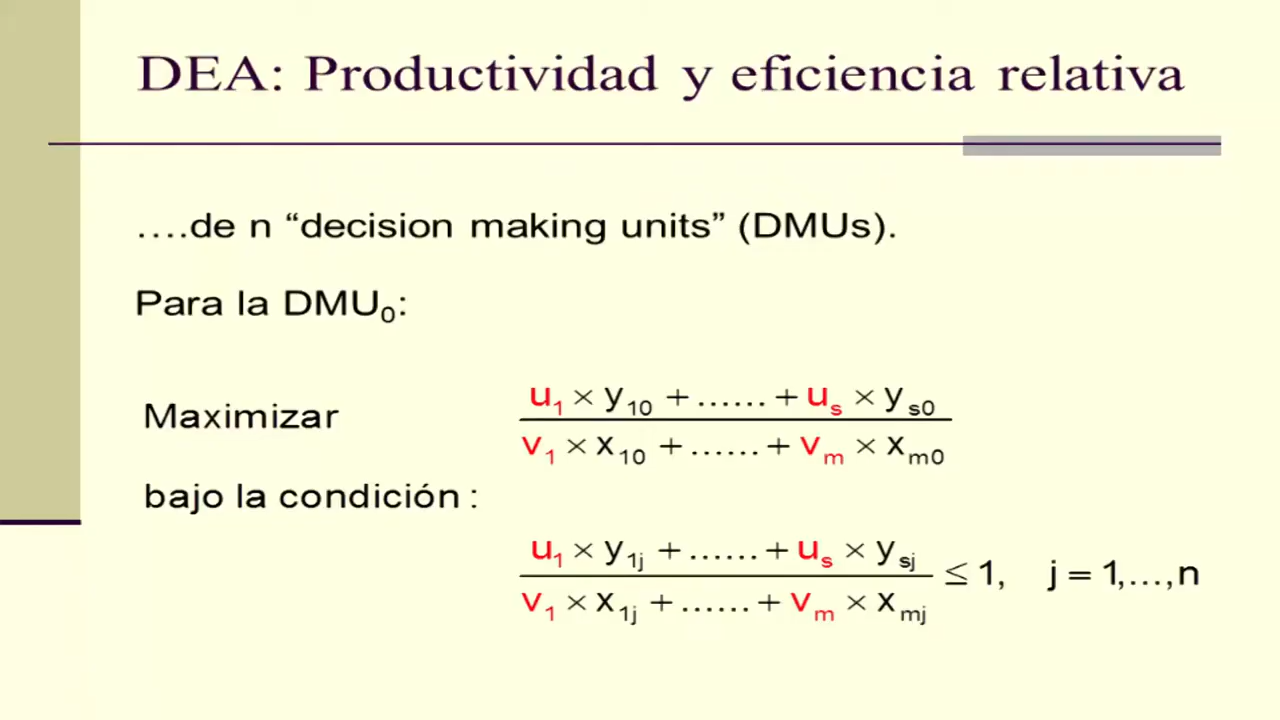 DEA: Productividad y eficiencia relativa
….de n “decision making units” (DMUs).
Para la DMU₀:
Maximizar
u₁ × y₁₀ + …… + uₛ × yₛ₀
v₁ × x₁₀ + …… + vₘ × xₘ₀
bajo la condición :
u₁ × y₁ⱼ + …… + uₛ × yₛⱼ
v₁ × x₁ⱼ + …… + vₘ × xₘⱼ
≤ 1, j = 1,…,n